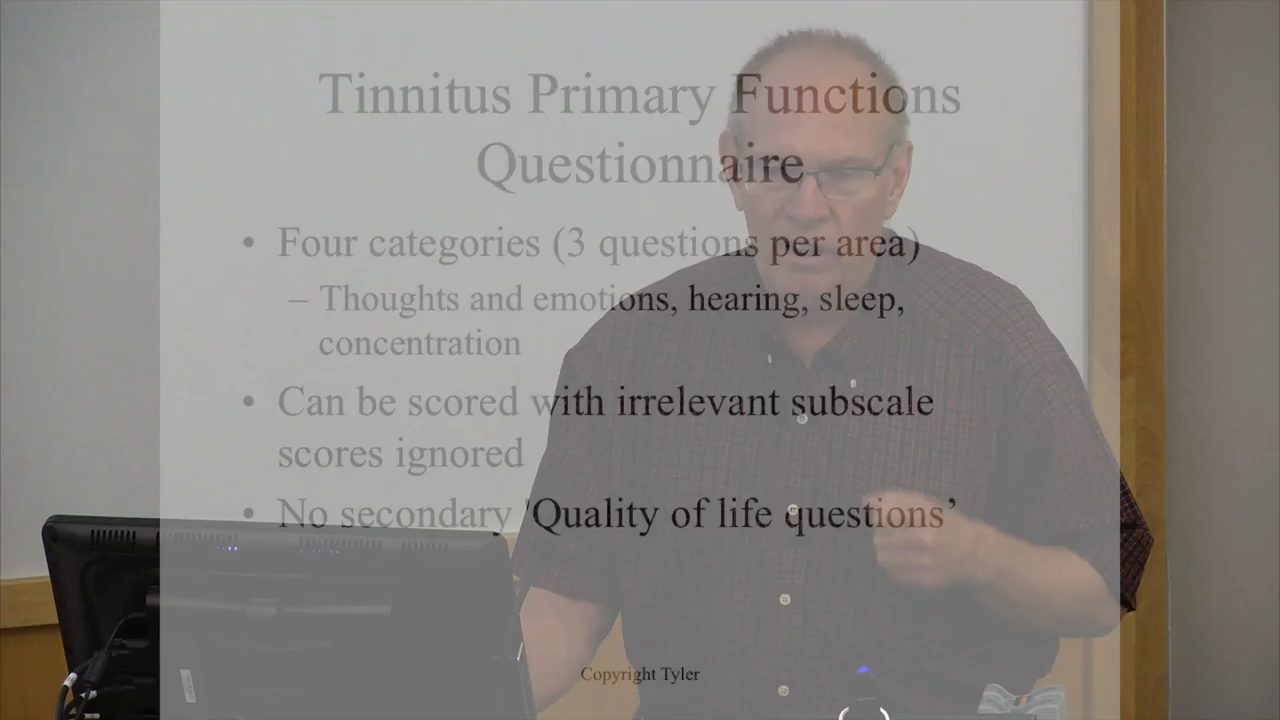 Tinnitus Primary Functions
Questionnaire
• Four categories (3 questions per area)
– Thoughts and emotions, hearing, sleep,
concentration
• Can be scored with irrelevant subscale
scores ignored
• No secondary 'Quality of life questions’
Copyright Tyler